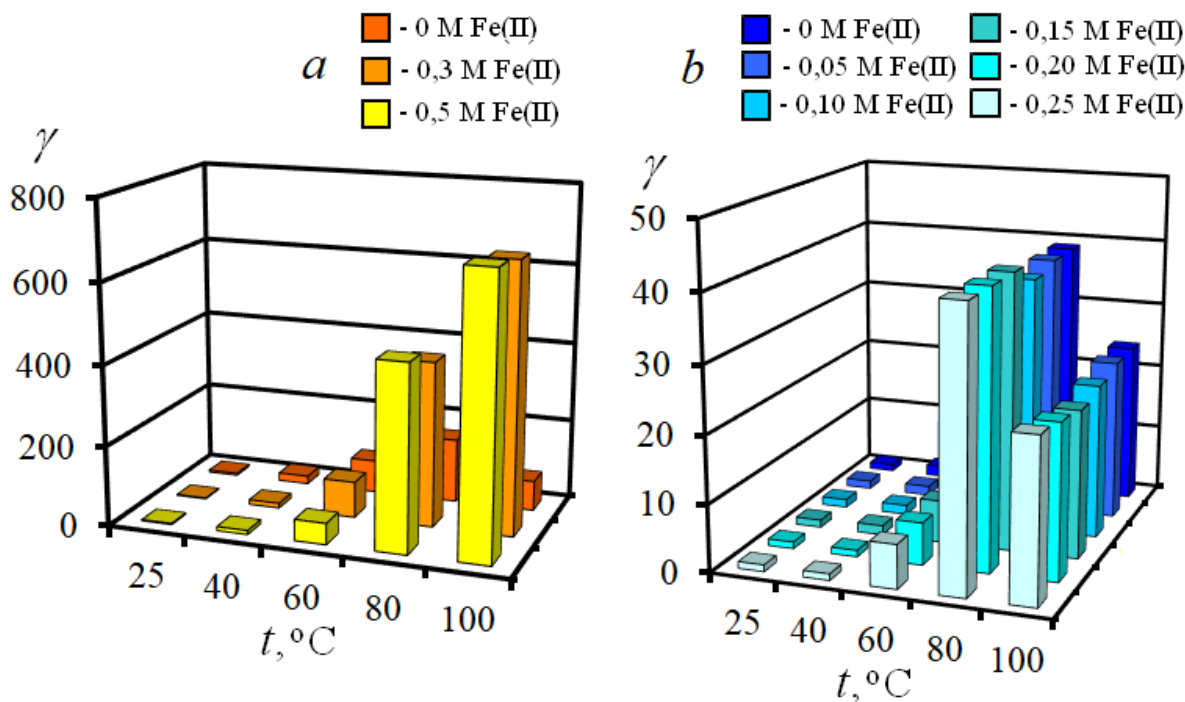 a
- 0 M Fe(II)
- 0,3 M Fe(II)
- 0,5 M Fe(II)
γ
800
600
400
200
0
25 40 60 80 100
t,°C
b
- 0 M Fe(II)
- 0,05 M Fe(II)
- 0,10 M Fe(II)
- 0,15 M Fe(II)
- 0,20 M Fe(II)
- 0,25 M Fe(II)
γ
50
40
30
20
10
0
25 40 60 80 100
t,°C